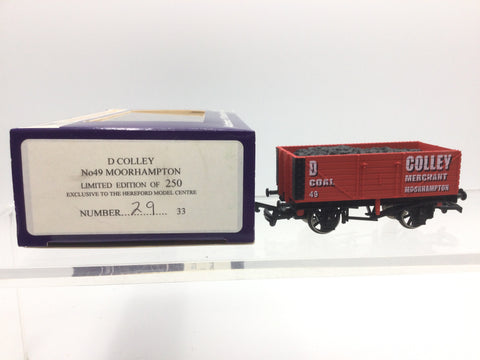 D COLLEY
No49 MOORHAMPTON
LIMITED EDITION OF 250
EXCLUSIVE TO THE HEREFORD MODEL CENTRE
NUMBER....29....... 33
D COLLEY
COAL MERCHANT
49 MOORHAMPTON